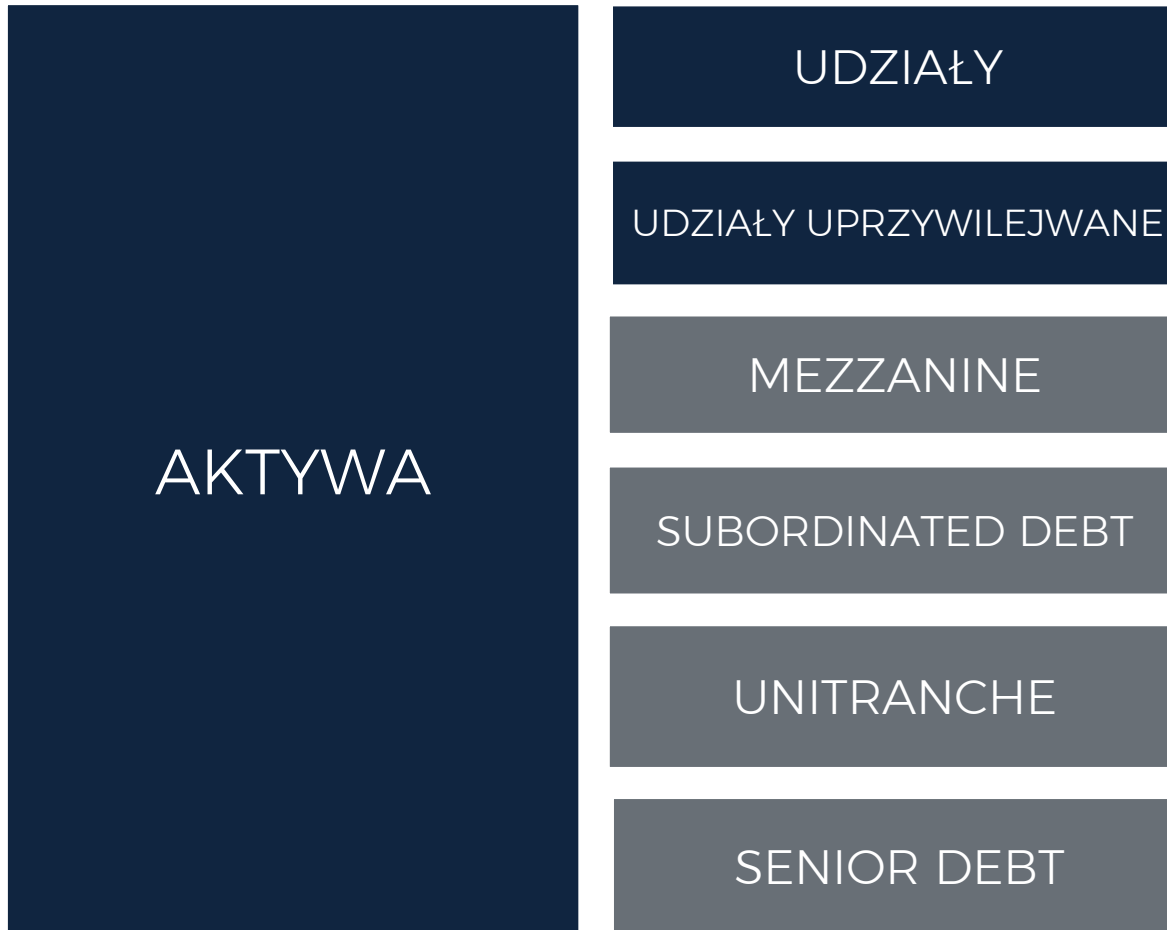 AKTYWA
UDZIAŁY
UDZIAŁY UPRZYWILEJWANE
MEZZANINE
SUBORDINATED DEBT
UNITRANCHE
SENIOR DEBT